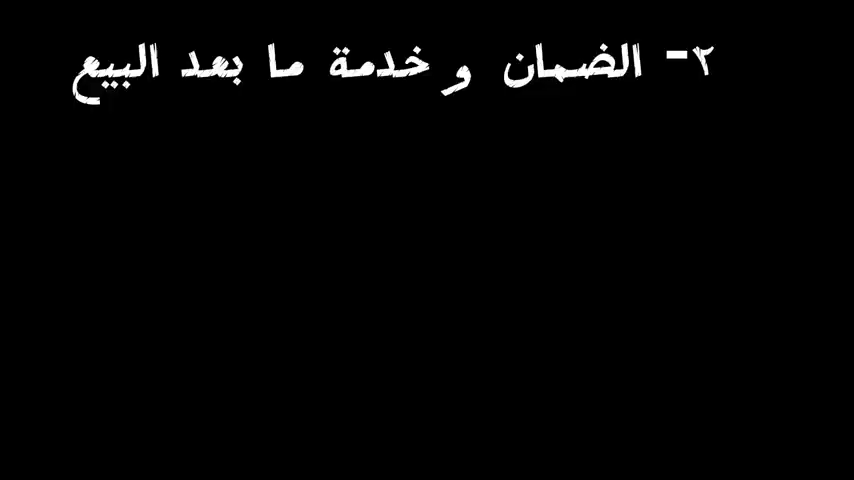 ٢- الضمان و خدمة ما بعد البيع